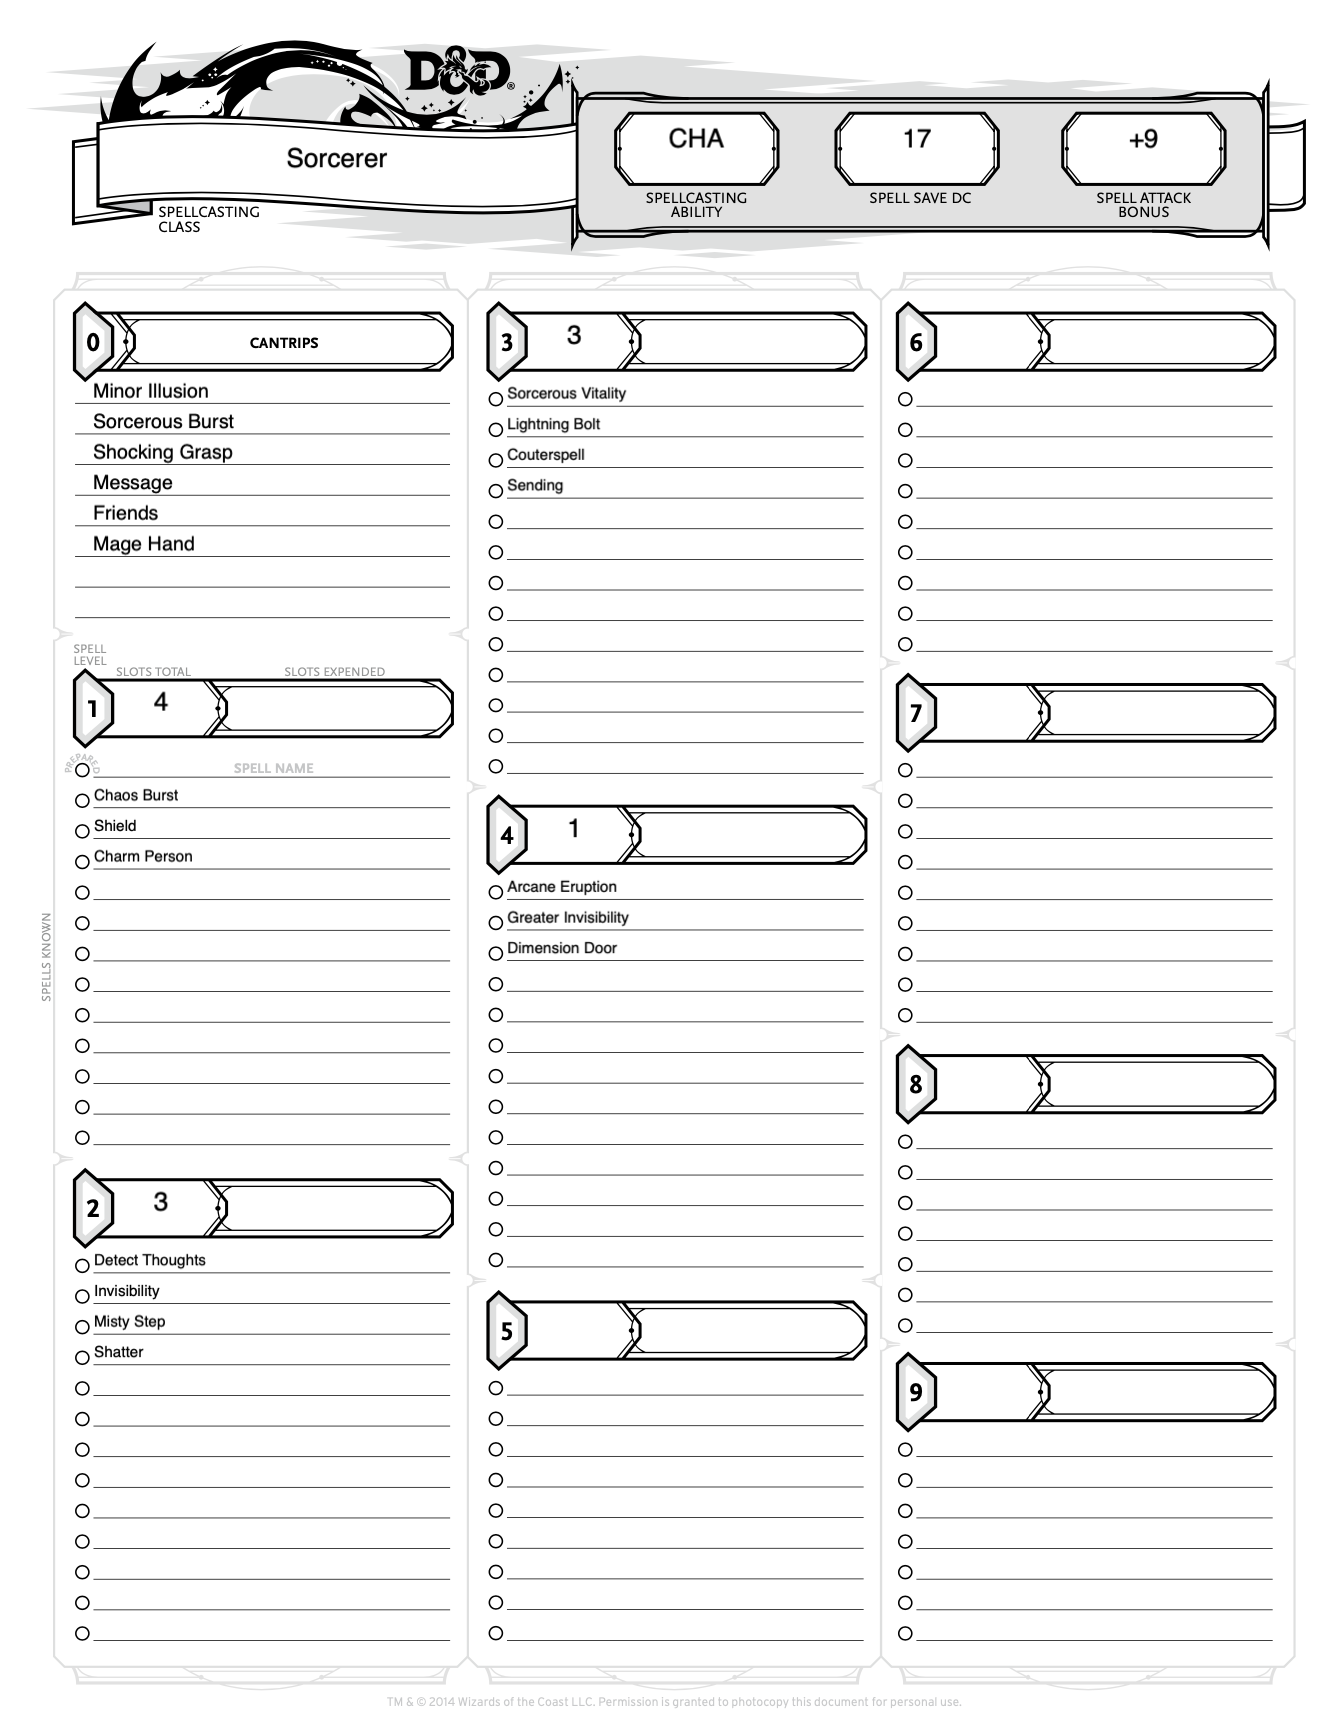 D&D®
Sorcerer
SPELLCASTING
CLASS
CHA
SPELLCASTING
ABILITY
17
SPELL SAVE DC
+9
SPELL ATTACK
BONUS
0
CANTRIPS
Minor Illusion
Sorcerous Burst
Shocking Grasp
Message
Friends
Mage Hand
SPELL
LEVEL
SLOTS TOTAL
SLOTS EXPENDED
1
4
PREPARED
SPELL NAME
Chaos Burst
Shield
Charm Person
SPELLS KNOWN
2
3
Detect Thoughts
Invisibility
Misty Step
Shatter
3
3
Sorcerous Vitality
Lightning Bolt
Couterspell
Sending
4
1
Arcane Eruption
Greater Invisibility
Dimension Door
5
6
7
8
9
TM & © 2014 Wizards of the Coast LLC. Permission is granted to photocopy this document for personal use.